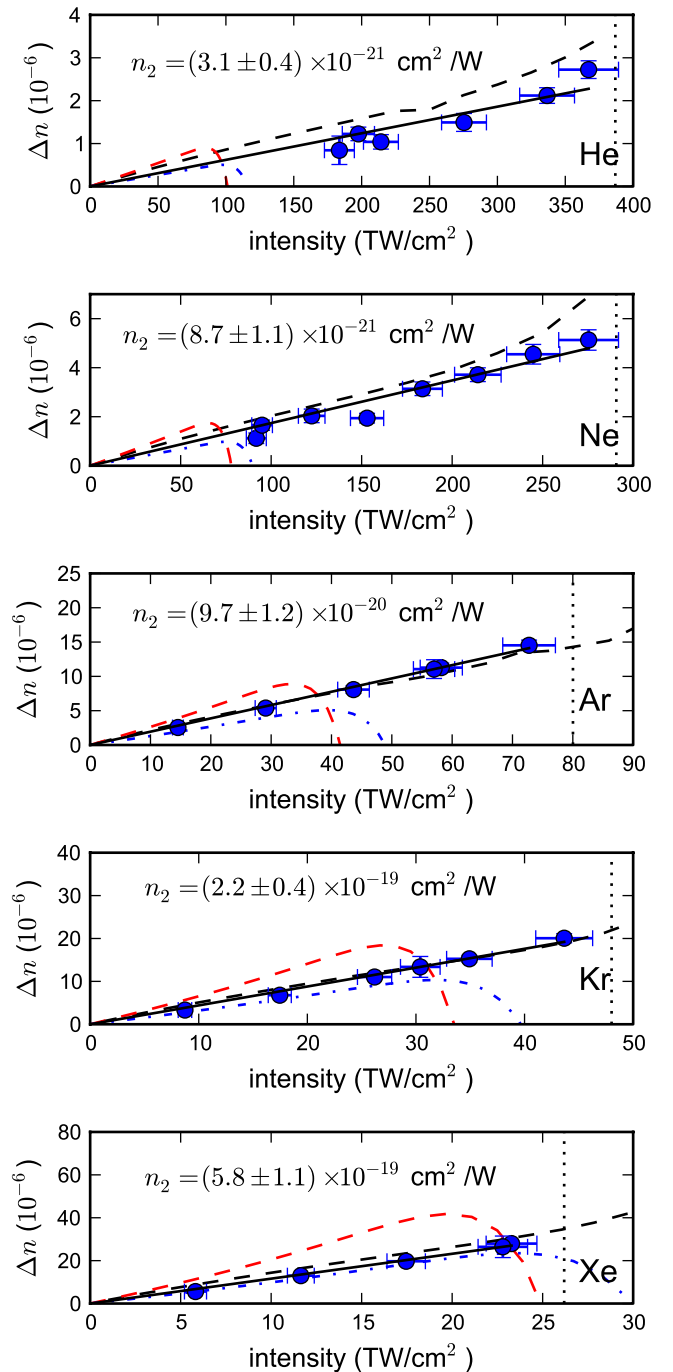 4
3
2
1
0
Δn (10⁻⁶)
n₂ = (3.1 ± 0.4) × 10⁻²¹ cm² /W
He
0 50 100 150 200 250 300 350 400
intensity (TW/cm² )
6
4
2
0
Δn (10⁻⁶)
n₂ = (8.7 ± 1.1) × 10⁻²¹ cm² /W
Ne
0 50 100 150 200 250 300
intensity (TW/cm² )
25
20
15
10
5
0
Δn (10⁻⁶)
n₂ = (9.7 ± 1.2) × 10⁻²⁰ cm² /W
Ar
0 10 20 30 40 50 60 70 80 90
intensity (TW/cm² )
40
30
20
10
0
Δn (10⁻⁶)
n₂ = (2.2 ± 0.4) × 10⁻¹⁹ cm² /W
Kr
0 10 20 30 40 50
intensity (TW/cm² )
80
60
40
20
0
Δn (10⁻⁶)
n₂ = (5.8 ± 1.1) × 10⁻¹⁹ cm² /W
Xe
0 5 10 15 20 25 30
intensity (TW/cm² )